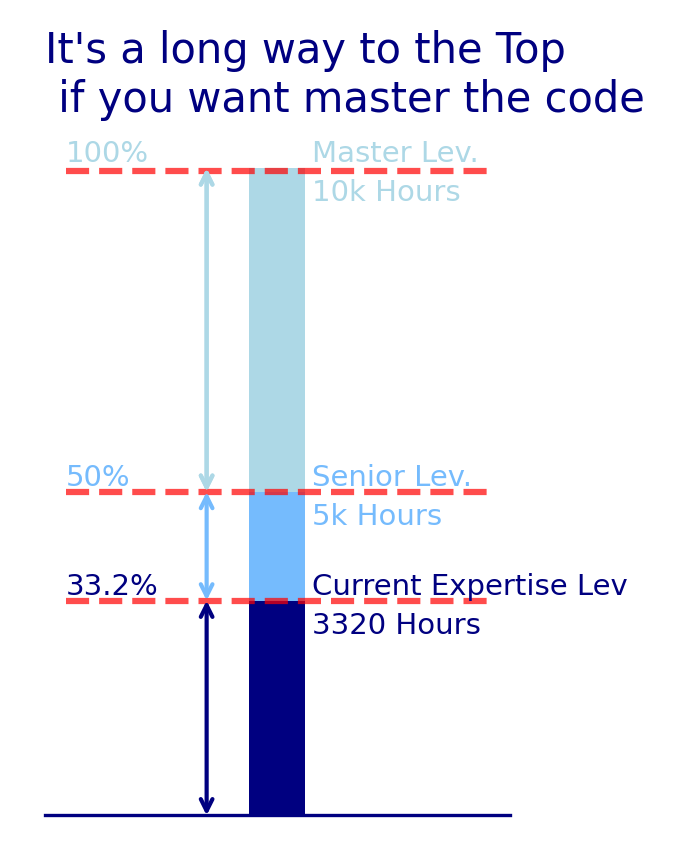 It's a long way to the Top
if you want master the code
100%
Master Lev.
10k Hours
50%
Senior Lev.
5k Hours
33.2%
Current Expertise Lev
3320 Hours